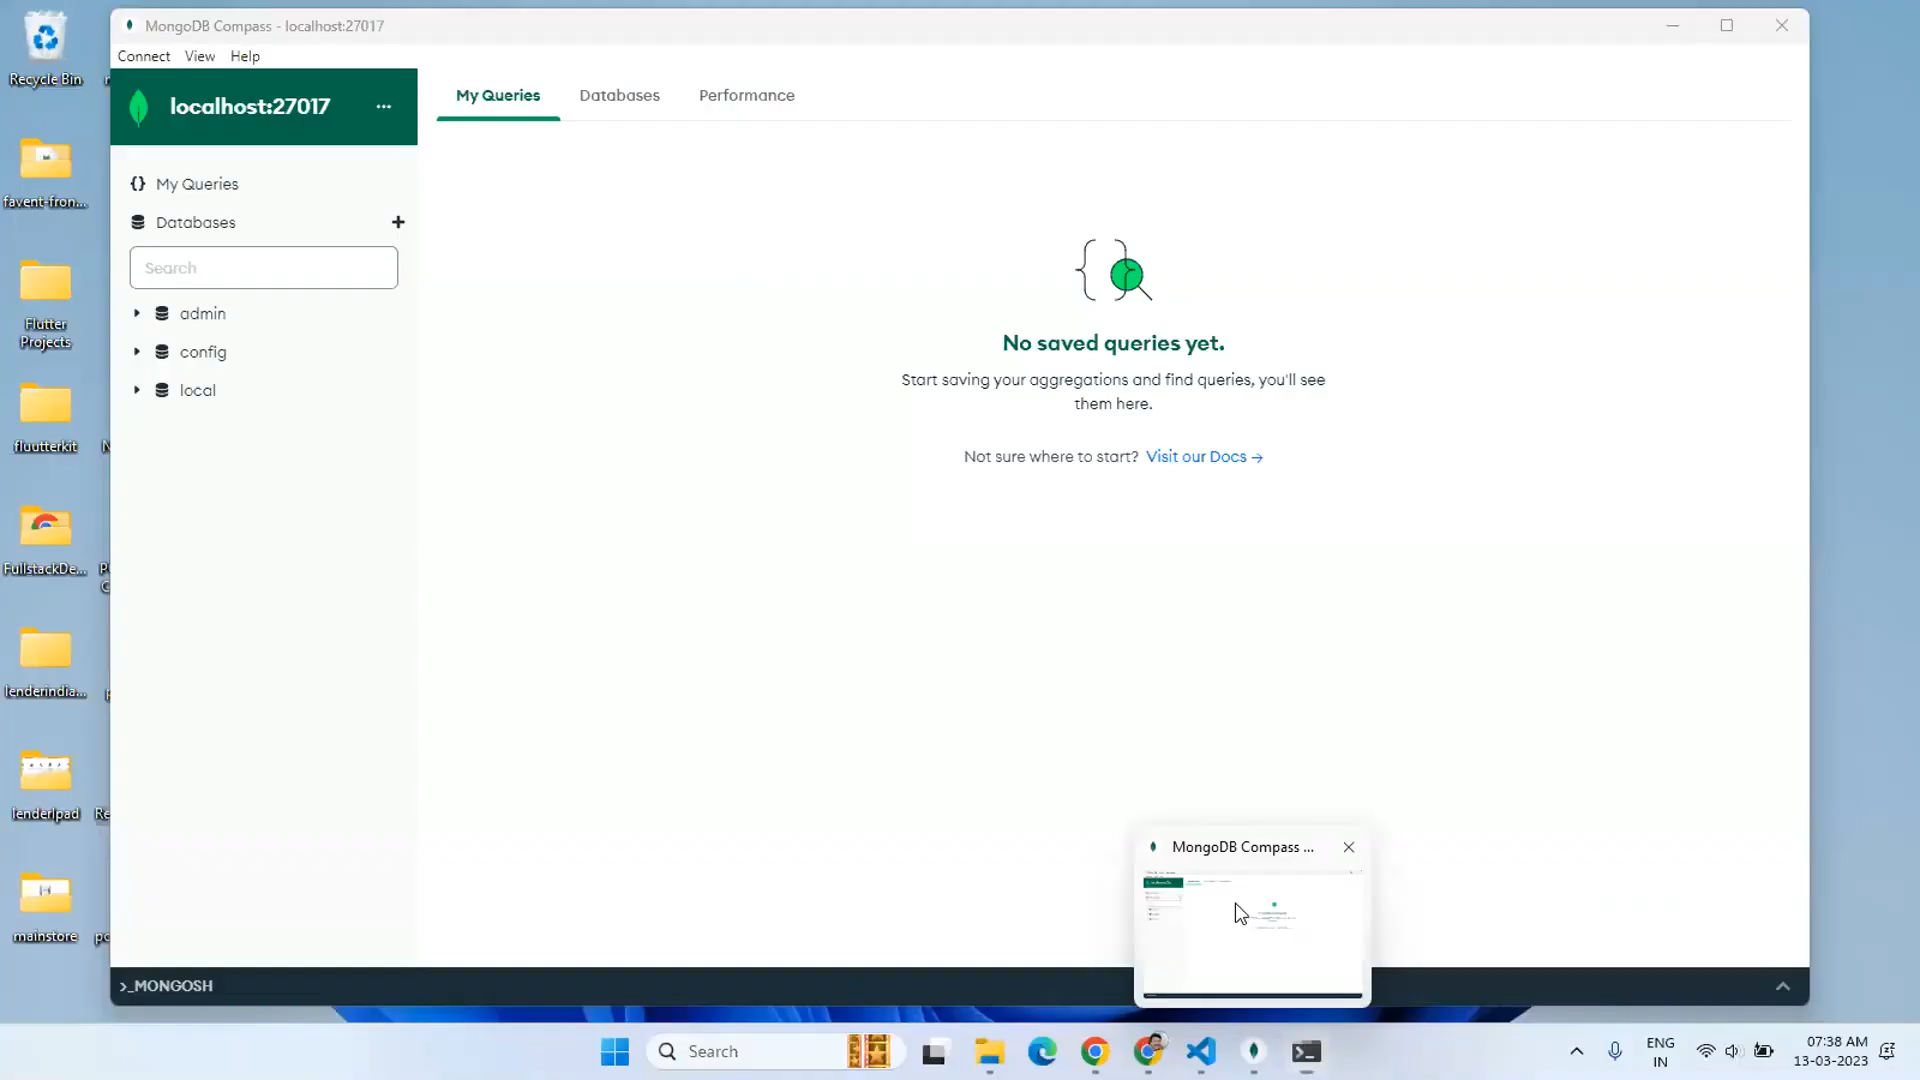 MongoDB Compass - localhost:27017
Connect View Help
localhost:27017 ...
My Queries Databases Performance
{} My Queries
Databases +
Search
admin
config
local
No saved queries yet.
Start saving your aggregations and find queries, you'll see
them here.
Not sure where to start? Visit our Docs →
>_MONGOSH
MongoDB Compass ...
Recycle Bin
favent-fron...
Flutter
Projects
fluutterkit
FullstackDe...
lenderindia...
lenderlpad
mainstore
Search
ENG
IN
07:38 AM
13-03-2023